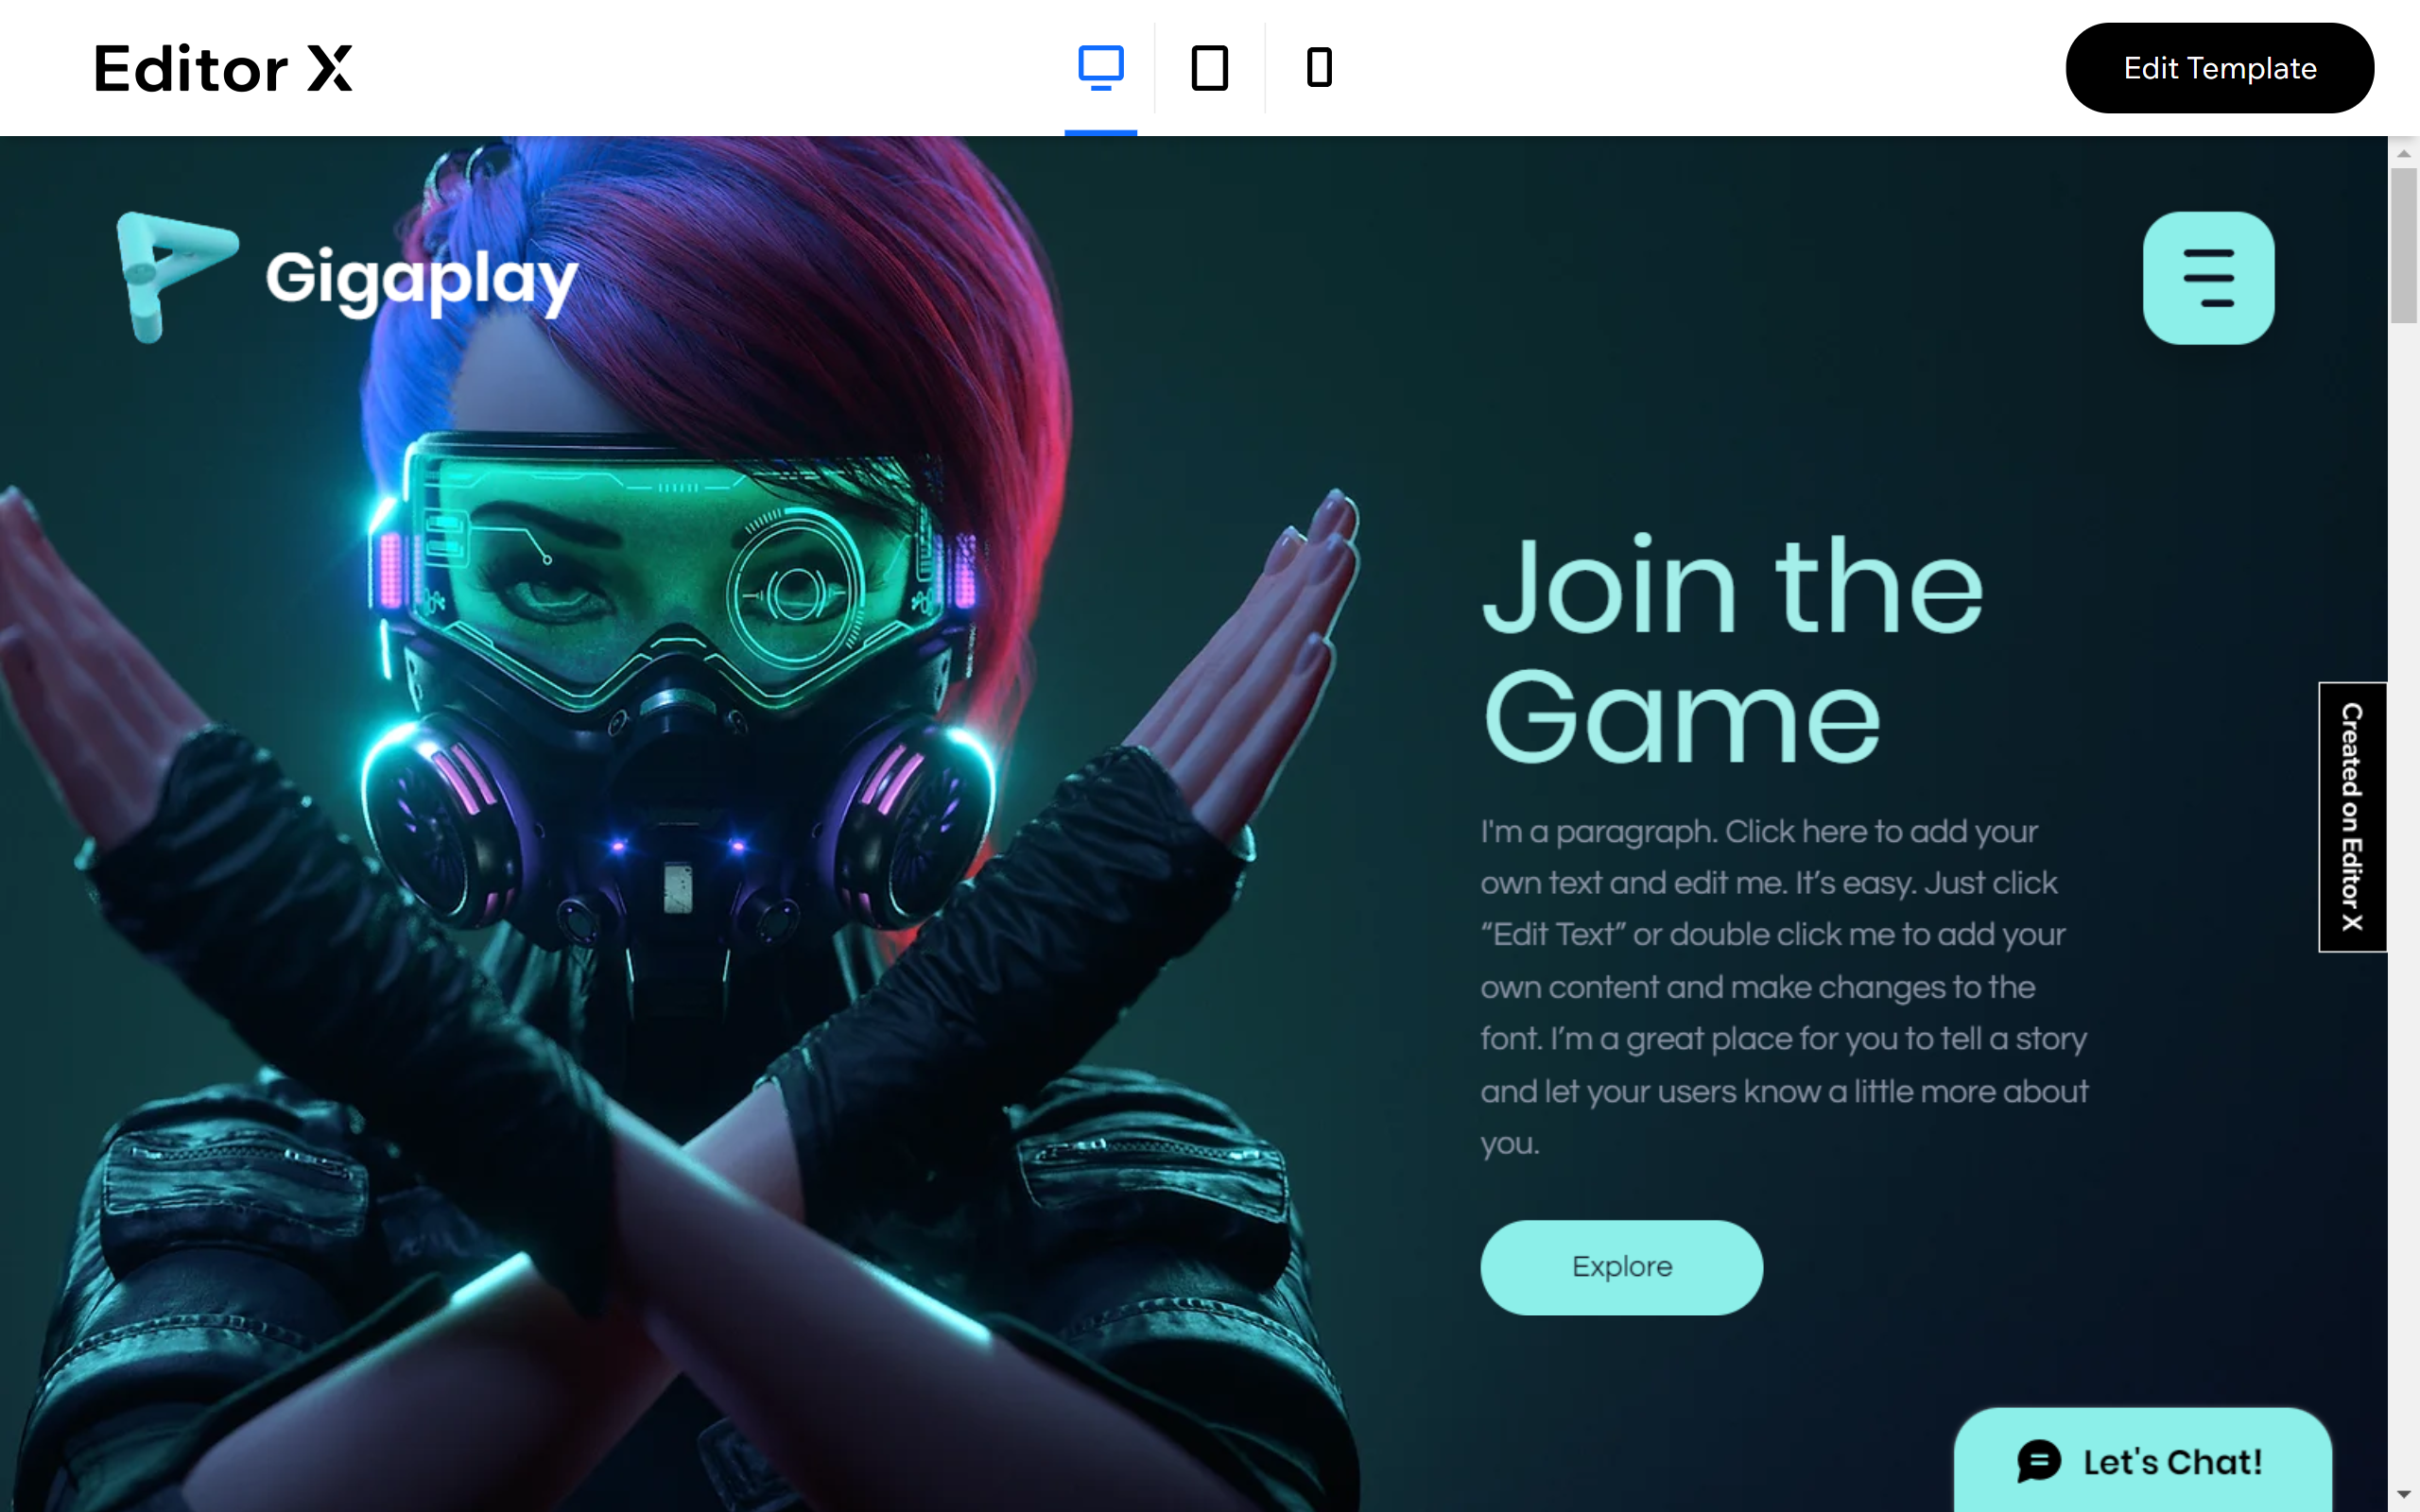 Editor X
Edit Template
Gigaplay
Join the
Game
I'm a paragraph. Click here to add your
own text and edit me. It’s easy. Just click
“Edit Text” or double click me to add your
own content and make changes to the
font. I’m a great place for you to tell a story
and let your users know a little more about
you.
Explore
Created on Editor X
Let's Chat!